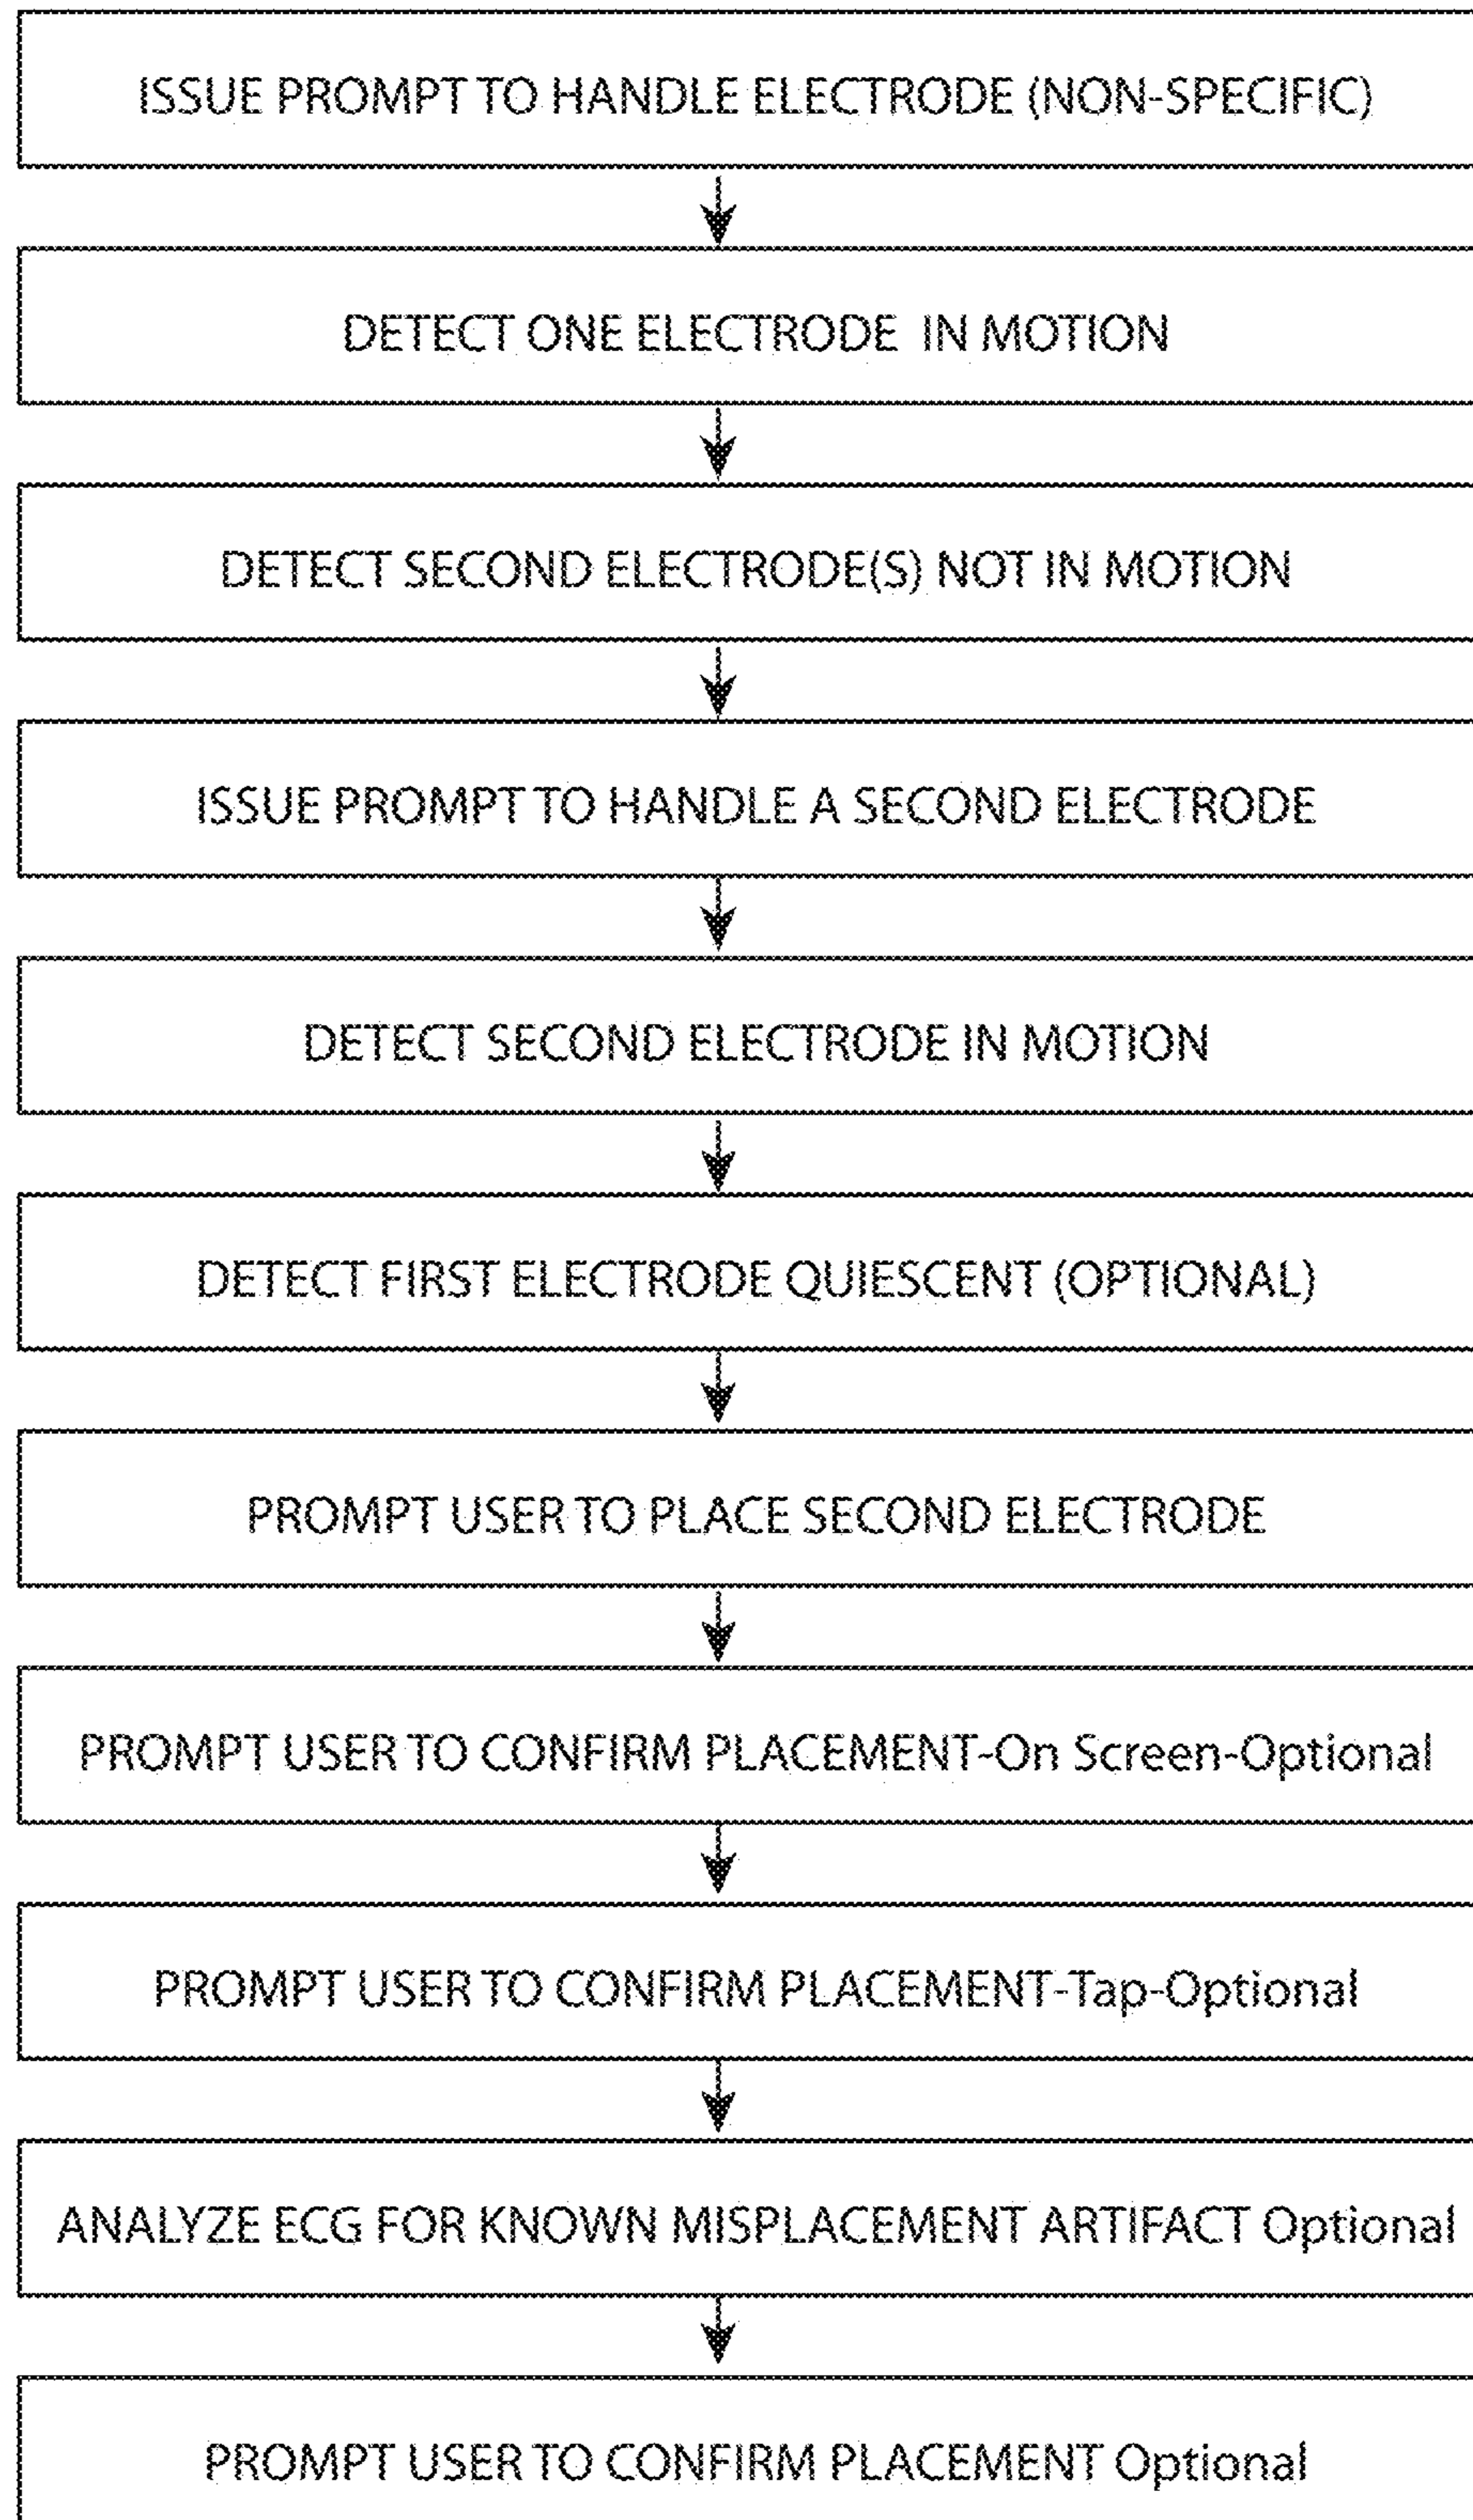 ISSUE PROMPT TO HANDLE ELECTRODE (NON-SPECIFIC)
DETECT ONE ELECTRODE IN MOTION
DETECT SECOND ELECTRODE(S) NOT IN MOTION
ISSUE PROMPT TO HANDLE A SECOND ELECTRODE
DETECT SECOND ELECTRODE IN MOTION
DETECT FIRST ELECTRODE QUIESCENT (OPTIONAL)
PROMPT USER TO PLACE SECOND ELECTRODE
PROMPT USER TO CONFIRM PLACEMENT-On Screen-Optional
PROMPT USER TO CONFIRM PLACEMENT-Tap-Optional
ANALYZE ECG FOR KNOWN MISPLACEMENT ARTIFACT Optional
PROMPT USER TO CONFIRM PLACEMENT Optional